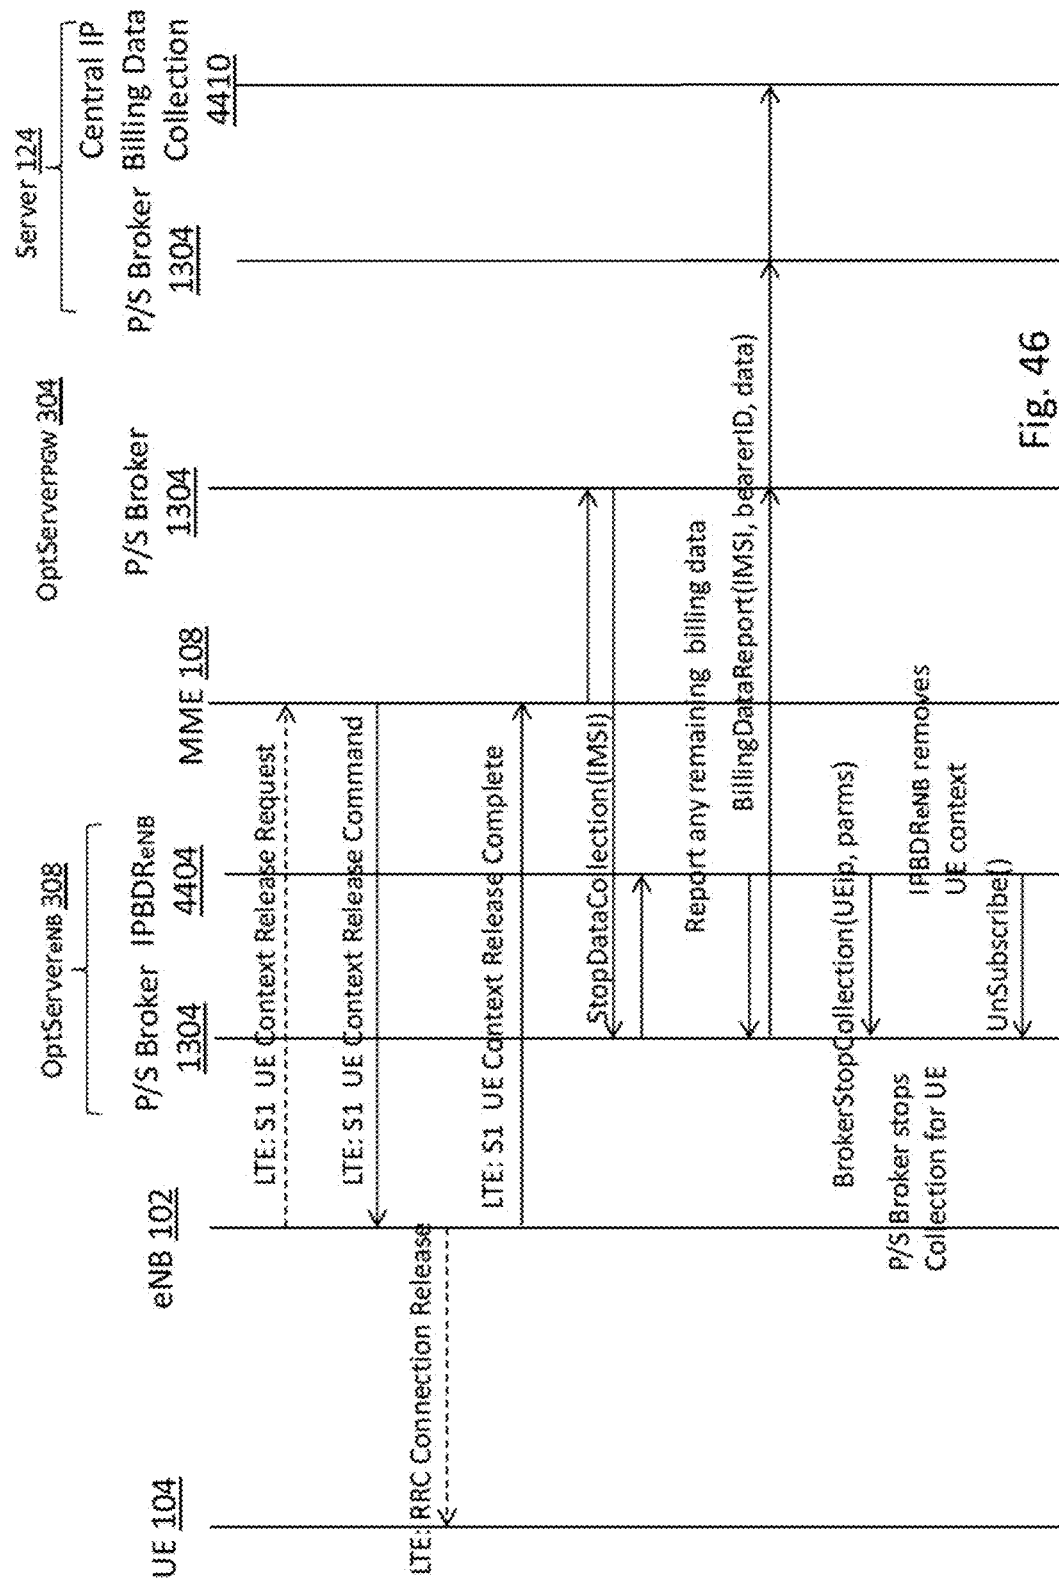 Server 124
Central IP
P/S Broker Billing Data
1304 Collection
4410
OptServerPGW 304
P/S Broker
1304
MME 108
OptServereNB 308
P/S Broker IPBDReNB
1304 4404
eNB 102
UE 104
LTE: S1 UE Context Release Request
LTE: S1 UE Context Release Command
LTE: RRC Connection Release
LTE: S1 UE Context Release Complete
StopDataCollection(IMSI)
Report any remaining billing data
BillingDataReport(IMSI, bearerID, data)
BrokerStopCollection(UEip, parms)
P/S Broker stops
Collection for UE
IPBDReNB removes
UE context
UnSubscribe()
Fig. 46